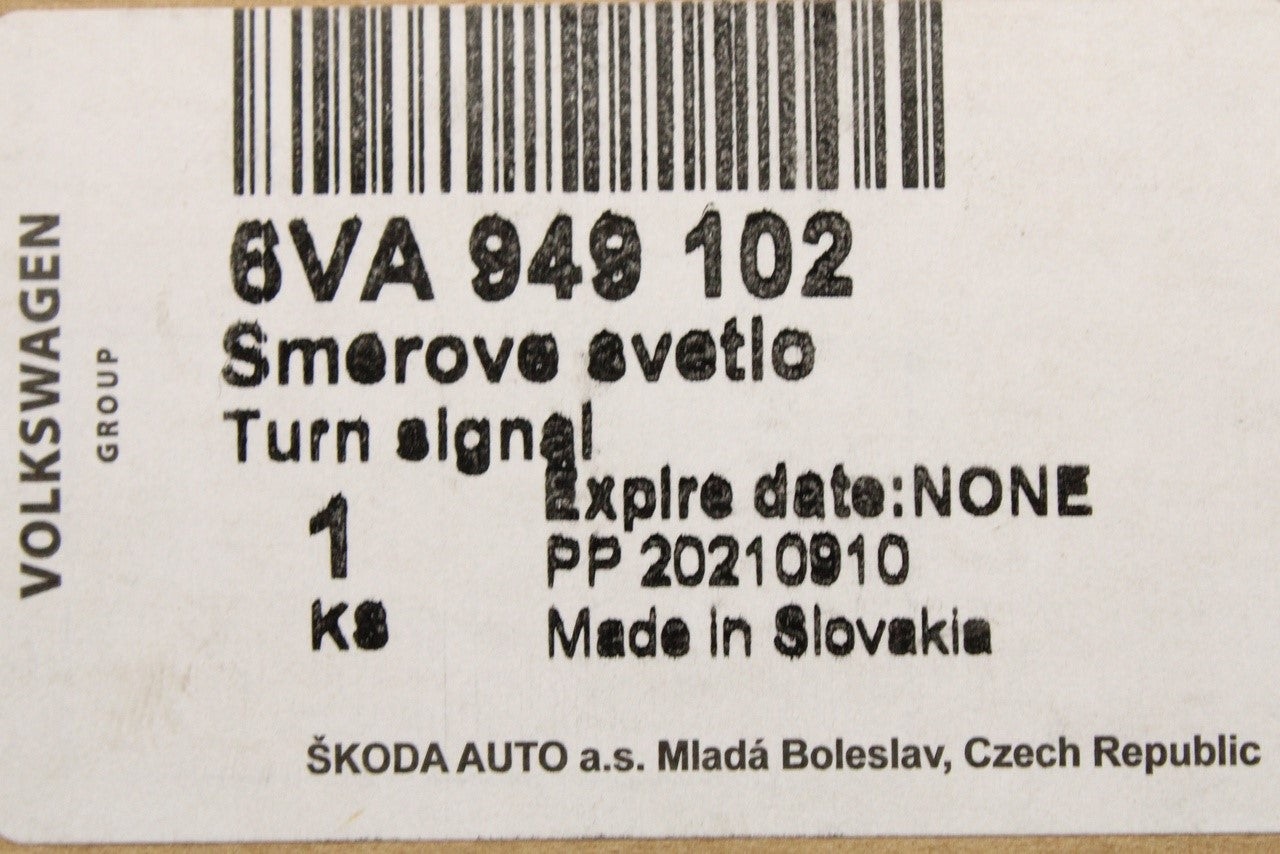 VOLKSWAGEN
GROUP
6VA 949 102
Smerove svetlo
Turn signal
1
ks
Expire date:NONE
PP 20210910
Made in Slovakia
ŠKODA AUTO a.s. Mladá Boleslav, Czech Republic